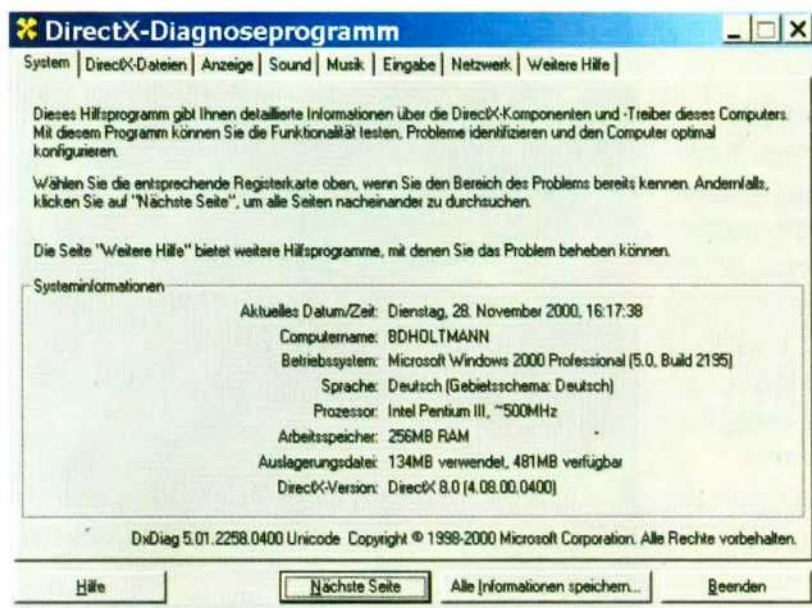 DirectX-Diagnoseprogramm
System DirectX-Dateien Anzeige Sound Musik Eingabe Netzwerk Weitere Hilfe
Dieses Hilfsprogramm gibt Ihnen detaillierte Informationen über die DirectX-Komponenten und -Treiber dieses Computers.
Mit diesem Programm können Sie die Funktionalität testen, Probleme identifizieren und den Computer optimal
konfigurieren.
Wählen Sie die entsprechende Registerkarte oben, wenn Sie den Bereich des Problems bereits kennen. Andernfalls,
klicken Sie auf "Nächste Seite", um alle Seiten nacheinander zu durchsuchen.
Die Seite "Weitere Hilfe" bietet weitere Hilfsprogramme, mit denen Sie das Problem beheben können.
Systeminformationen
Aktuelles Datum/Zeit: Dienstag, 28. November 2000, 16:17:38
Computername: BDHOLTMANN
Betriebssystem: Microsoft Windows 2000 Professional (5.0, Build 2195)
Sprache: Deutsch (Gebietsschema: Deutsch)
Prozessor: Intel Pentium III, ~500MHz
Arbeitsspeicher: 256MB RAM
Auslagerungsdatei: 134MB verwendet, 481MB verfügbar
DirectX-Version: DirectX 8.0 (4.08.00.0400)
DxDiag 5.01.2258.0400 Unicode Copyright © 1998-2000 Microsoft Corporation. Alle Rechte vorbehalten.
Hilfe Nächste Seite Alle Informationen speichern... Beenden